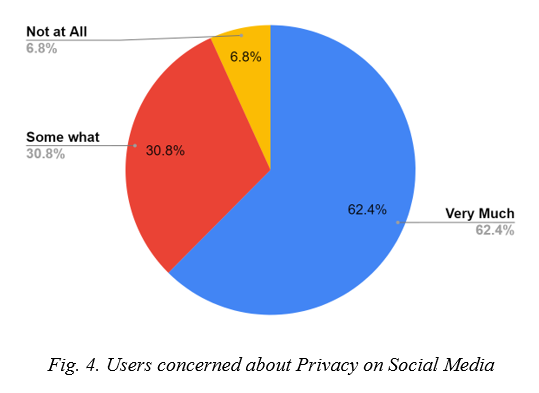 Not at All
6.8%
6.8%
Some what
30.8%
30.8%
62.4%
Very Much
62.4%
Fig. 4. Users concerned about Privacy on Social Media